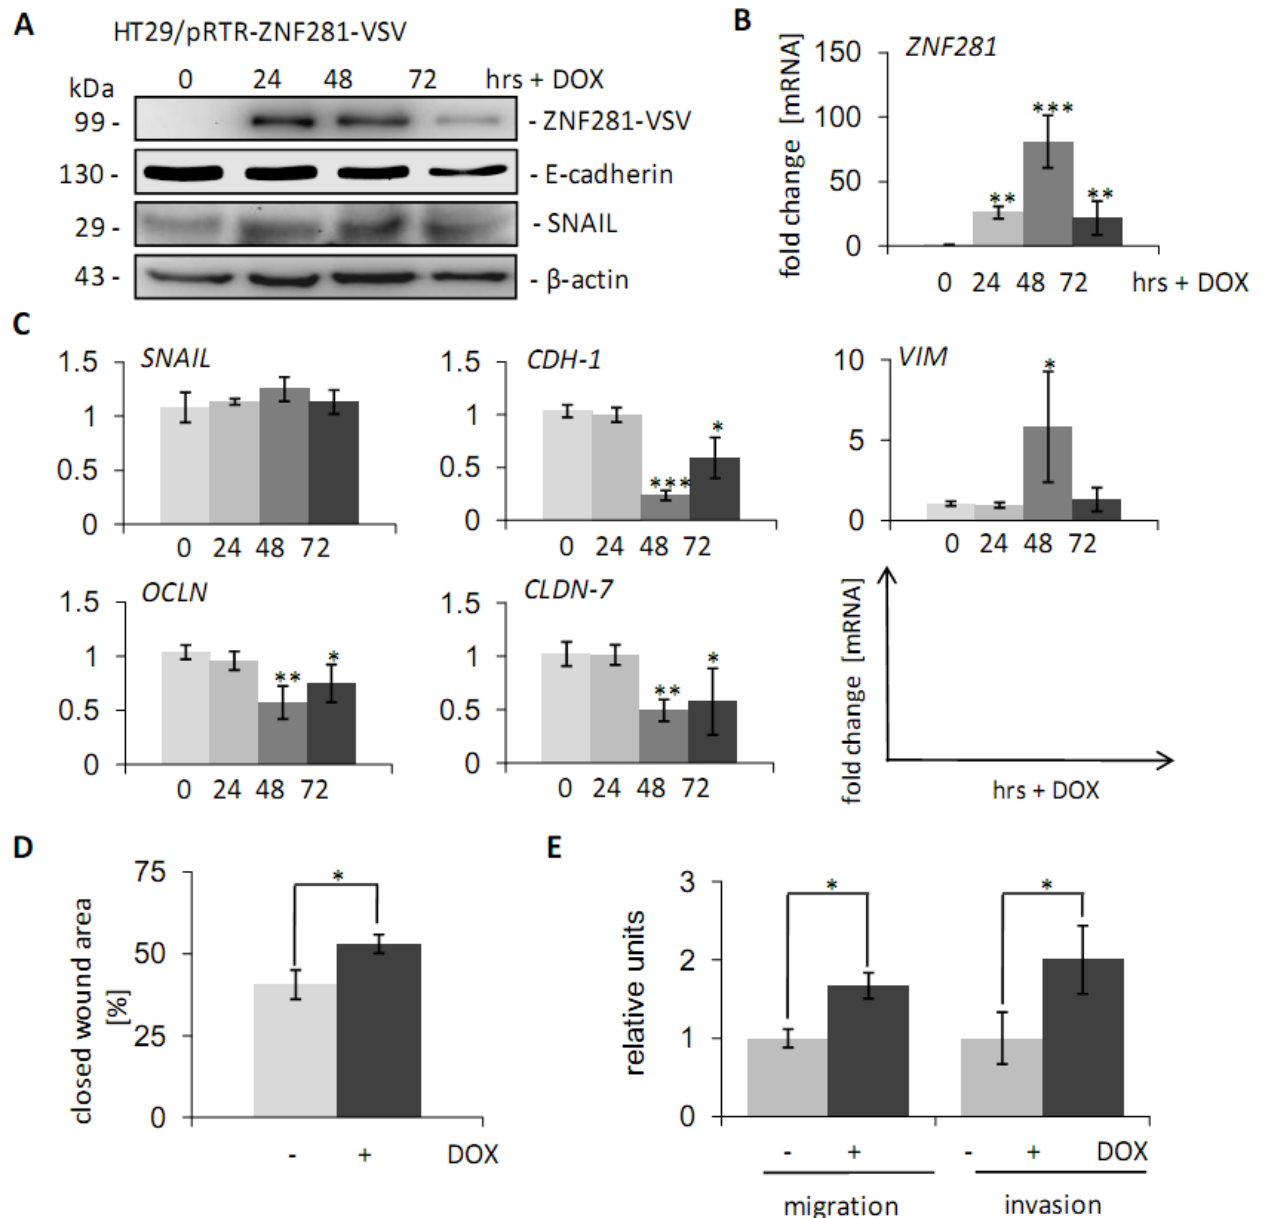 A
HT29/pRTR-ZNF281-VSV
kDa 0 24 48 72 hrs + DOX
99 - - ZNF281-VSV
130 - - E-cadherin
29 - - SNAIL
43 - - β-actin
B
ZNF281
fold change [mRNA]
150
100
50
0
***
**
**
0 24 48 72 hrs + DOX
C
SNAIL
1.5
1
0.5
0
0 24 48 72
CDH-1
1.5
1
0.5
0
***
*
0 24 48 72
VIM
10
5
0
*
0 24 48 72
OCLN
1.5
1
0.5
0
**
*
0 24 48 72
CLDN-7
1.5
1
0.5
0
**
*
0 24 48 72
fold change [mRNA]
hrs + DOX
D
closed wound area
[%]
75
50
25
0
*
- + DOX
E
relative units
3
2
1
0
*
*
- + - + DOX
migration invasion